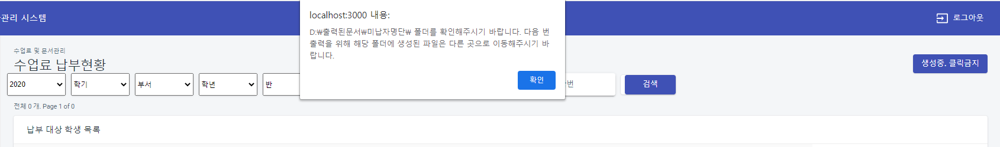 관리 시스템
로그아웃
localhost:3000 내용:
D:\출력된문서\미납자명단\ 폴더를 확인해주시기 바랍니다. 다음 번
출력을 위해 해당 폴더에 생성된 파일은 다른 곳으로 이동해주시기 바
랍니다.
확인
수업료 및 문서관리
수업료 납부현황
생성중. 클릭금지
2020
학기
부서
학년
반
번
검색
전체 0 개. Page 1 of 0
납부 대상 학생 목록